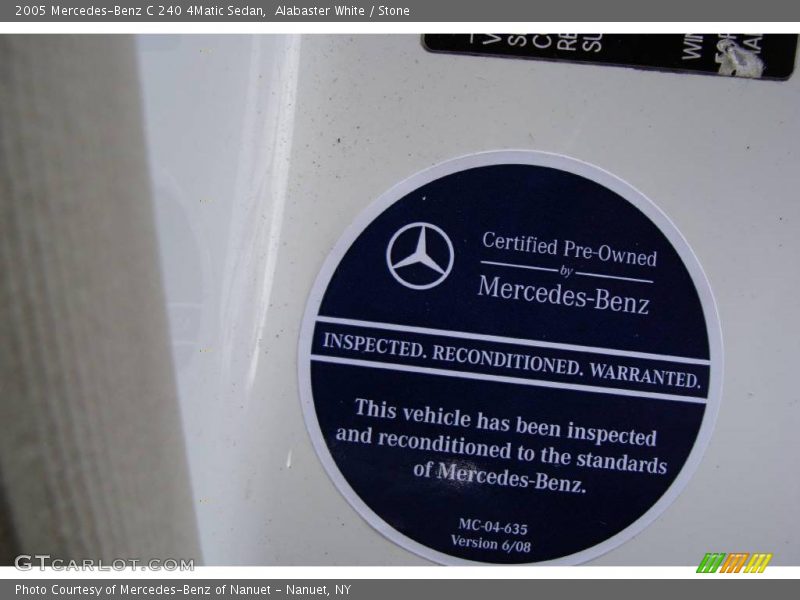 2005 Mercedes-Benz C 240 4Matic Sedan, Alabaster White / Stone
Certified Pre-Owned
by
Mercedes-Benz
INSPECTED. RECONDITIONED. WARRANTED.
This vehicle has been inspected
and reconditioned to the standards
of Mercedes-Benz.
MC-04-635
Version 6/08
GTCARLOT.COM
Photo Courtesy of Mercedes-Benz of Nanuet - Nanuet, NY